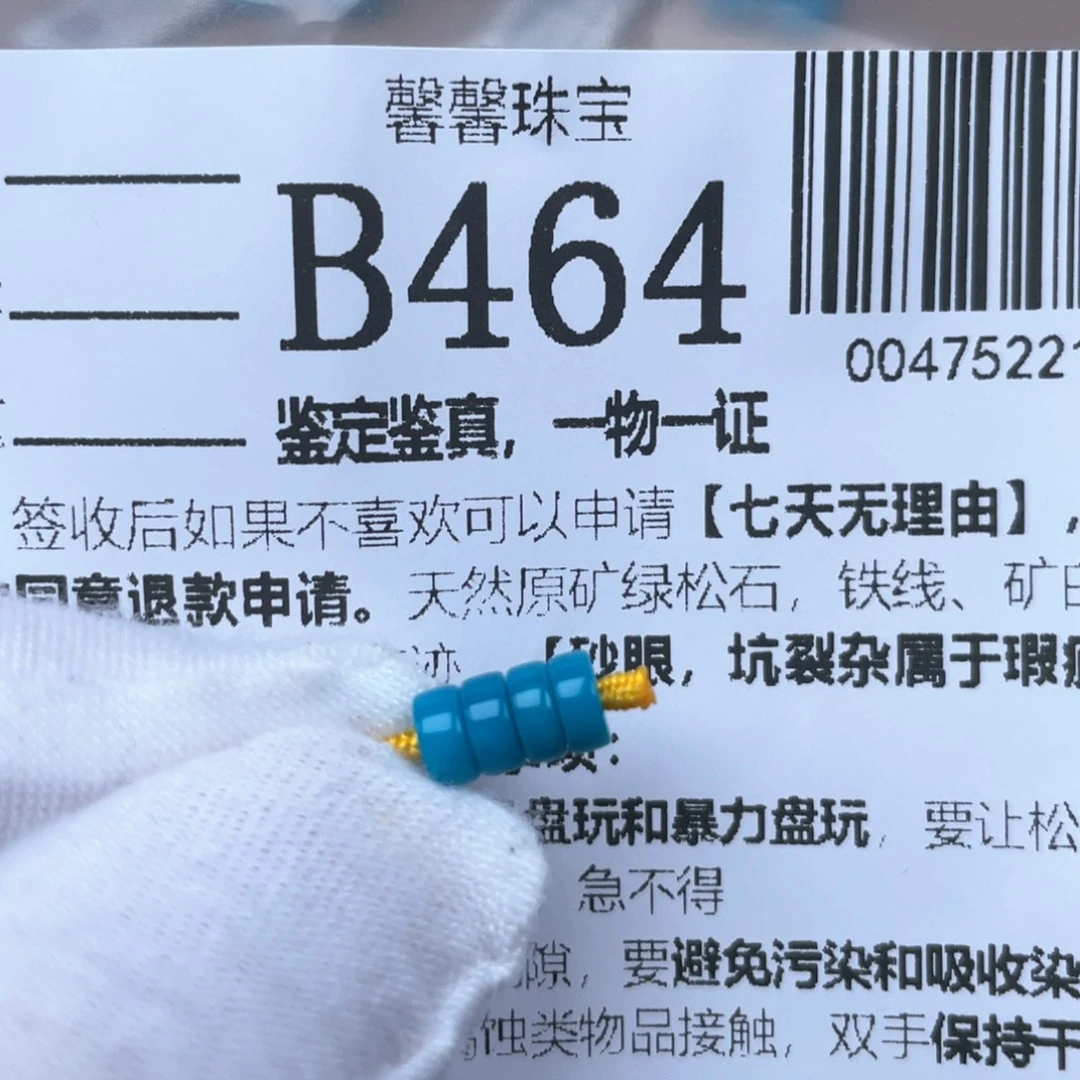 馨馨珠宝
B464
00475221
鉴定鉴真，一物一证
签收后如果不喜欢可以申请【七天无理由】，
同意退款申请。天然原矿绿松石，铁线、矿
迹 【砂眼，坑裂杂属于瑕
：
盘玩和暴力盘玩，要让松
急不得
隙，要避免污染和吸收染
蚀类物品接触，双手保持干